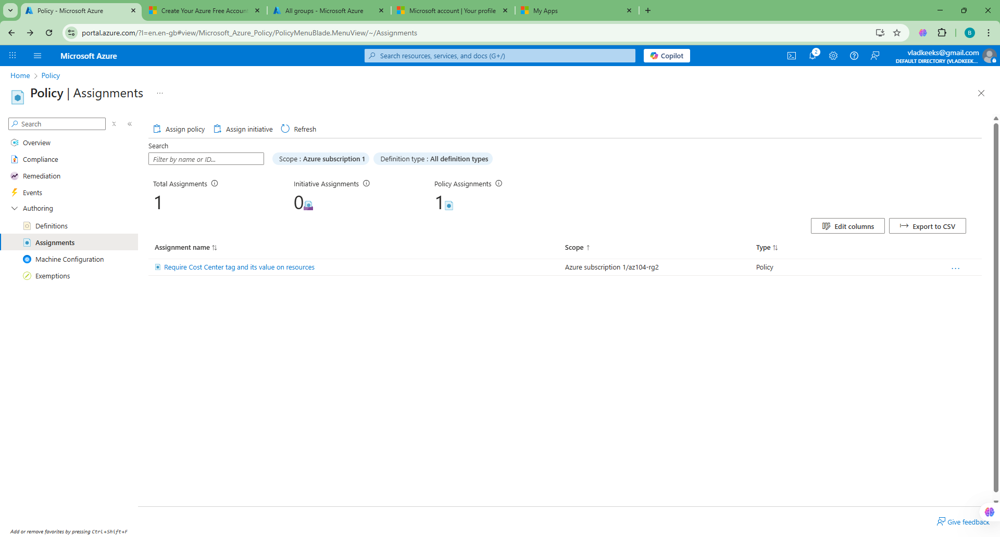 Policy - Microsoft Azure
Create Your Azure Free Account
All groups - Microsoft Azure
Microsoft account | Your profile
My Apps
portal.azure.com/?l=en.en-gb#view/Microsoft_Azure_Policy/PolicyMenuBlade.MenuView/~/Assignments
B
Microsoft Azure
Search resources, services, and docs (G+/)
Copilot
2
vladkeeks@gmail.com
DEFAULT DIRECTORY (VLADKEEK...
Home > Policy
Policy | Assignments ...
Search
Overview
Compliance
Remediation
Events
Authoring
Definitions
Assignments
Machine Configuration
Exemptions
Add or remove favorites by pressing Ctrl+Shift+F
Assign policy Assign initiative Refresh
Search
Filter by name or ID...
Scope : Azure subscription 1
Definition type : All definition types
Total Assignments
1
Initiative Assignments
0
Policy Assignments
1
Edit columns
Export to CSV
Assignment name Scope Type
Require Cost Center tag and its value on resources Azure subscription 1/az104-rg2 Policy ...
Give feedback